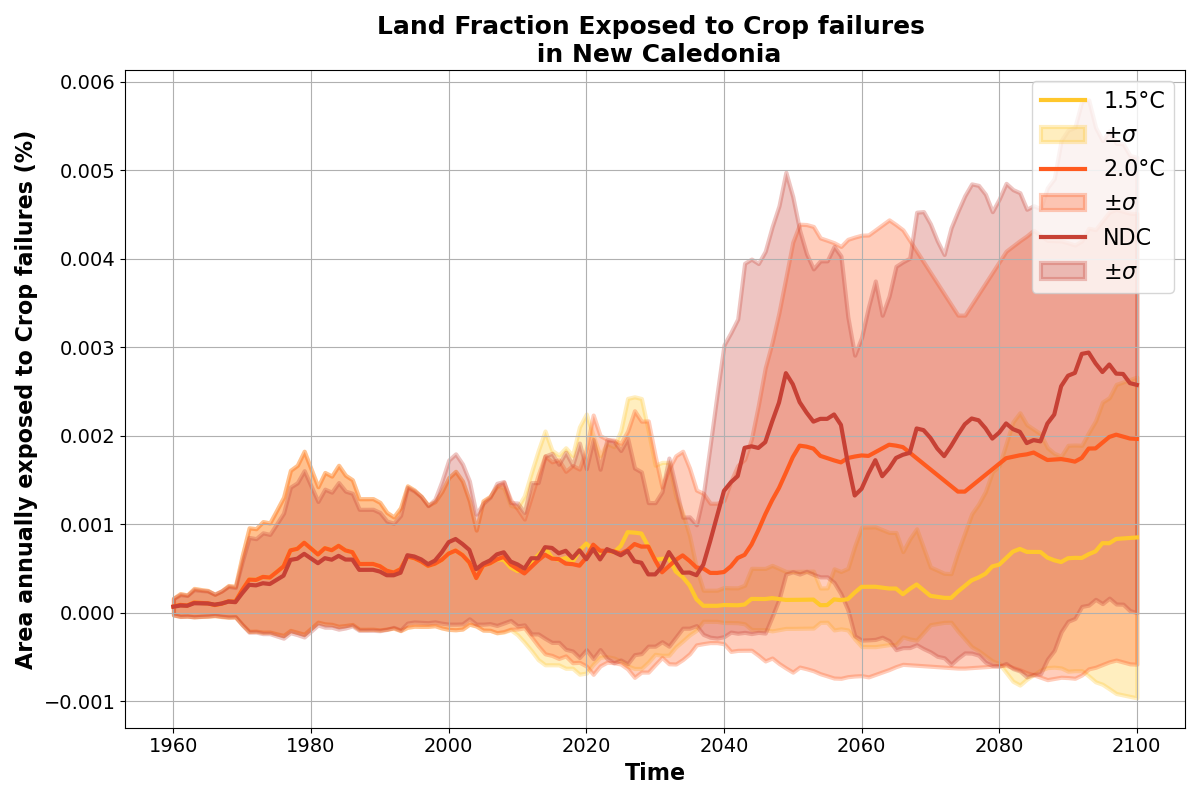 Land Fraction Exposed to Crop failures
in New Caledonia
Area annually exposed to Crop failures (%)
0.006
0.005
0.004
0.003
0.002
0.001
0.000
−0.001
1.5°C
±σ
2.0°C
±σ
NDC
±σ
1960
1980
2000
2020
2040
2060
2080
2100
Time